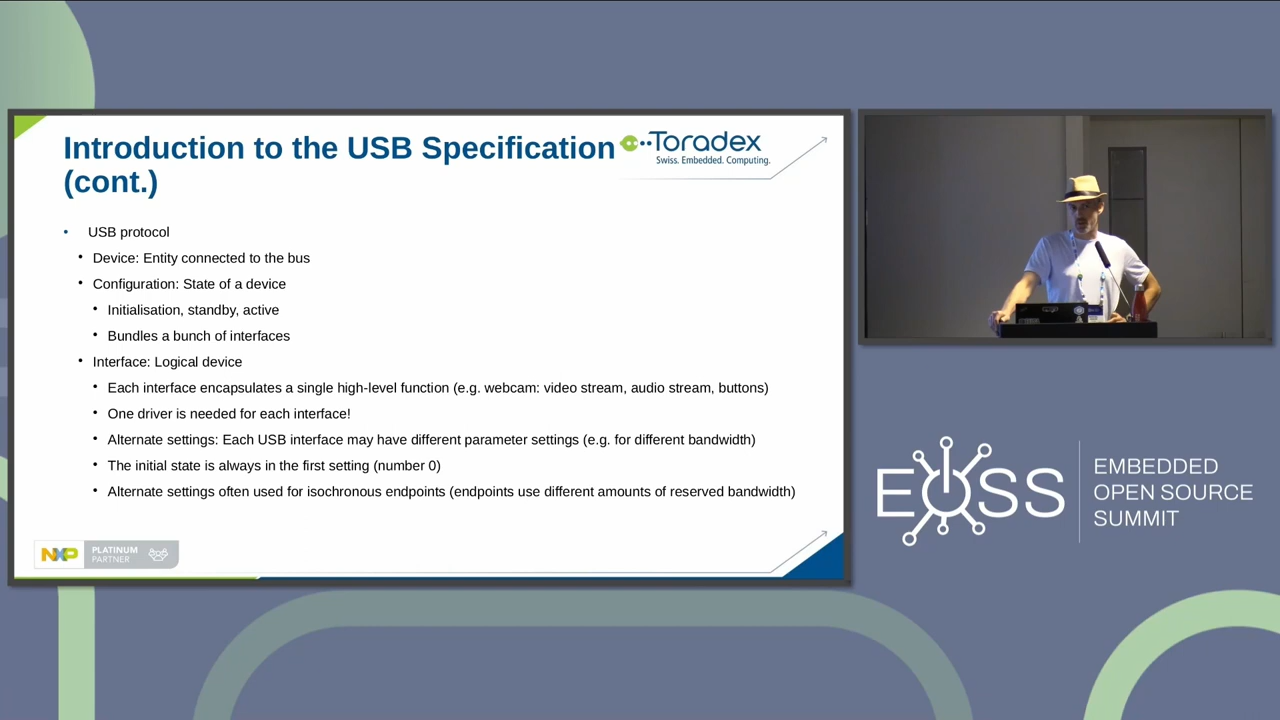 Introduction to the USB Specification
(cont.)
Toradex
Swiss. Embedded. Computing.
• USB protocol
• Device: Entity connected to the bus
• Configuration: State of a device
• Initialisation, standby, active
• Bundles a bunch of interfaces
• Interface: Logical device
• Each interface encapsulates a single high-level function (e.g. webcam: video stream, audio stream, buttons)
• One driver is needed for each interface!
• Alternate settings: Each USB interface may have different parameter settings (e.g. for different bandwidth)
• The initial state is always in the first setting (number 0)
• Alternate settings often used for isochronous endpoints (endpoints use different amounts of reserved bandwidth)
NXP
PLATINUM
PARTNER
EOSS
EMBEDDED
OPEN SOURCE
SUMMIT